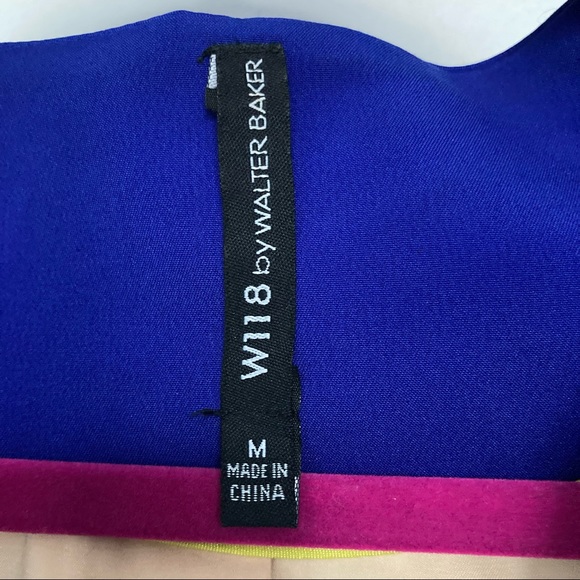 W118 by WALTER BAKER
M
MADE IN
CHINA